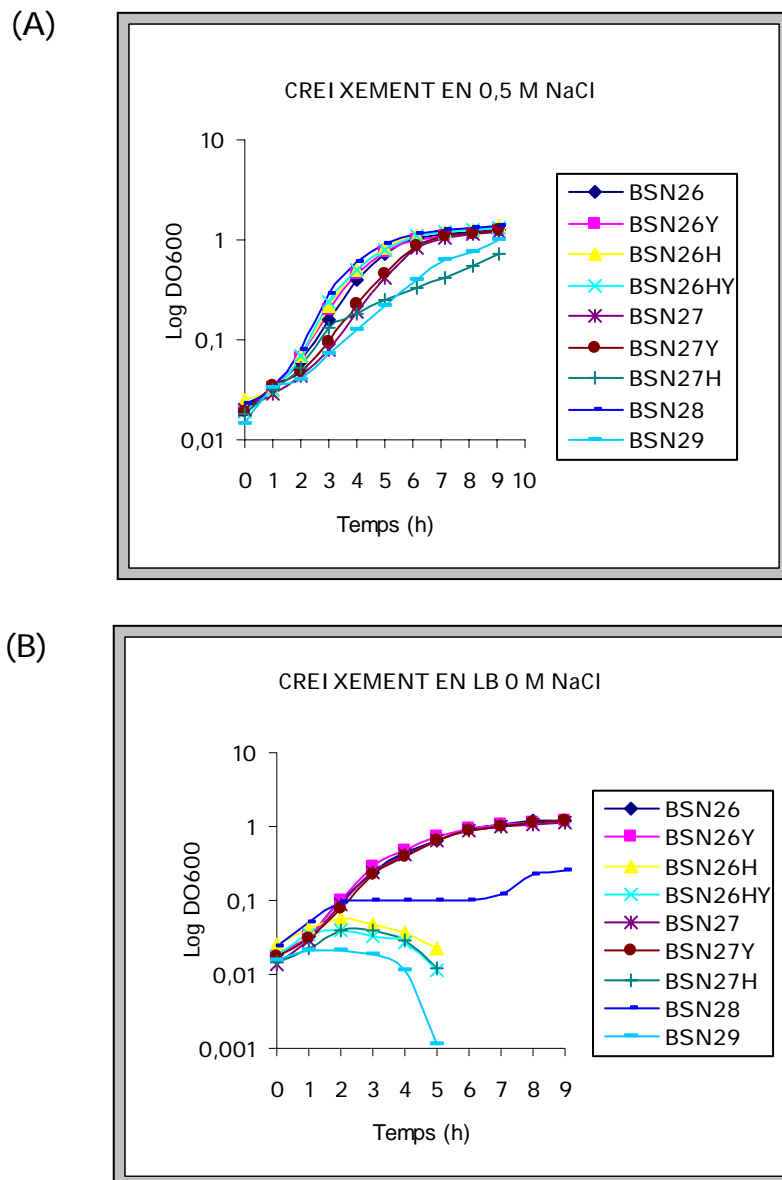 (A)
CREIXEMENT EN 0,5 M NaCl
10
1
0,1
0,01
Log DO600
0 1 2 3 4 5 6 7 8 9 10
Temps (h)
BSN26
BSN26Y
BSN26H
BSN26HY
BSN27
BSN27Y
BSN27H
BSN28
BSN29
(B)
CREIXEMENT EN LB 0 M NaCl
10
1
0,1
0,01
0,001
Log DO600
0 1 2 3 4 5 6 7 8 9
Temps (h)
BSN26
BSN26Y
BSN26H
BSN26HY
BSN27
BSN27Y
BSN27H
BSN28
BSN29